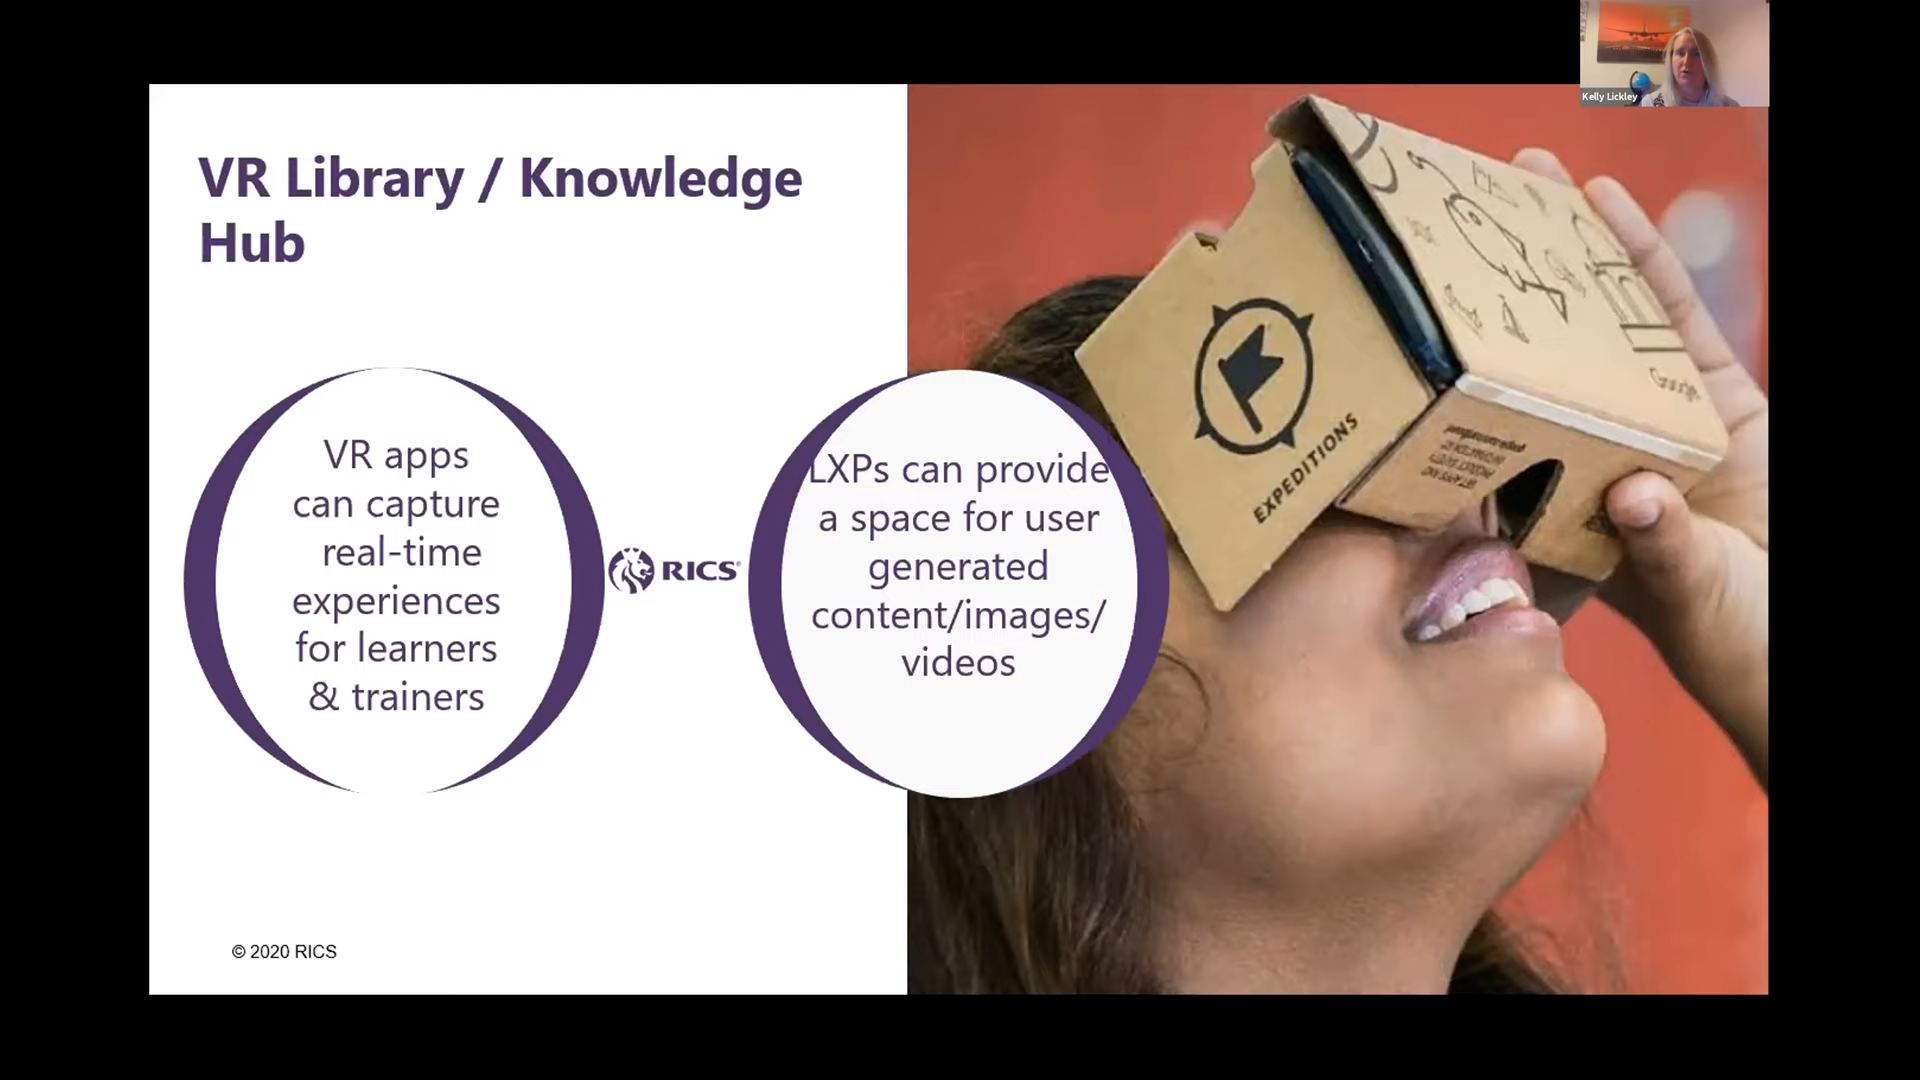 Kelly Lickley
VR Library / Knowledge
Hub
VR apps
can capture
real-time
experiences
for learners
& trainers
RICS
LXPs can provide
a space for user
generated
content/images/
videos
EXPEDITIONS
© 2020 RICS